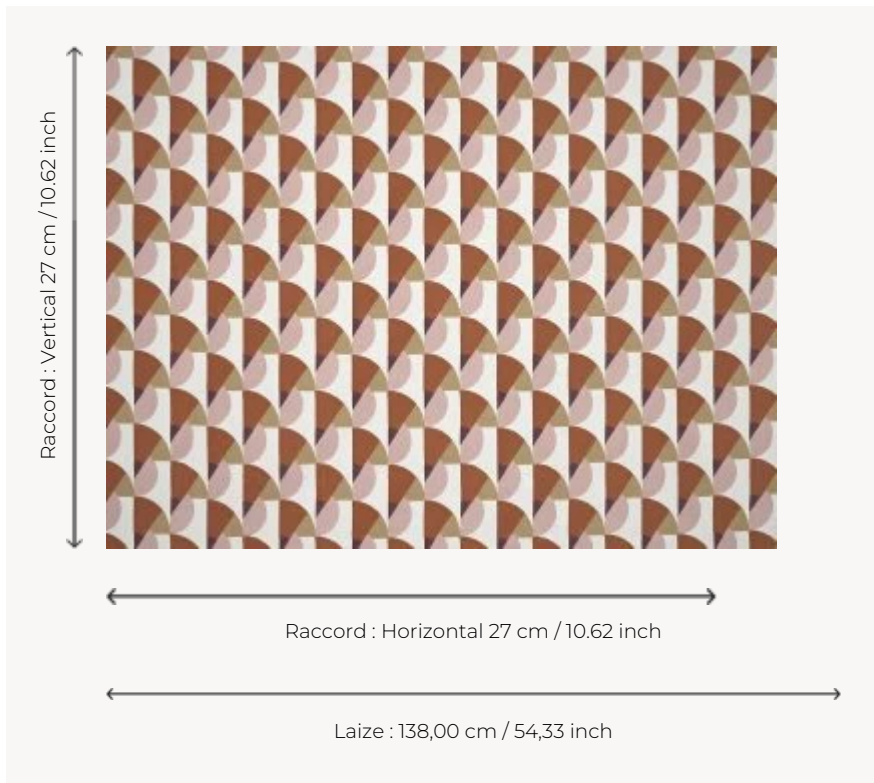 Raccord : Vertical 27 cm / 10.62 inch
Raccord : Horizontal 27 cm / 10.62 inch
Laize : 138,00 cm / 54,33 inch